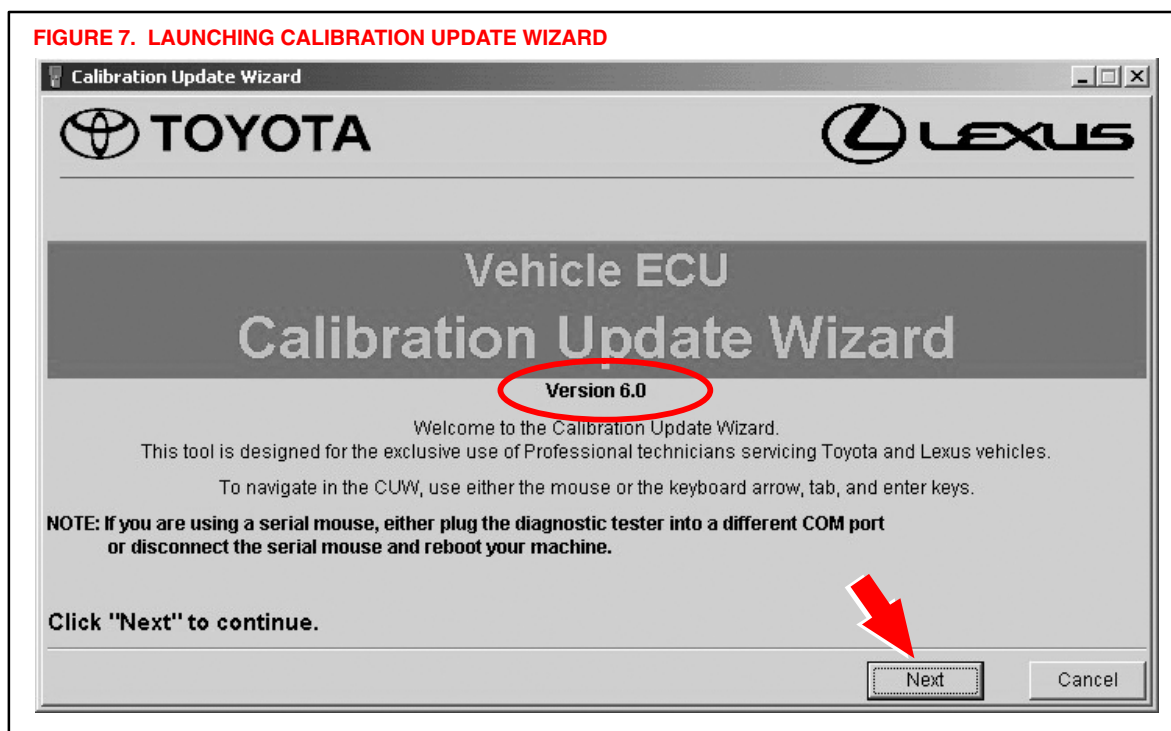 FIGURE 7. LAUNCHING CALIBRATION UPDATE WIZARD
Calibration Update Wizard
TOYOTA
LEXUS
Vehicle ECU
Calibration Update Wizard
Version 6.0
Welcome to the Calibration Update Wizard.
This tool is designed for the exclusive use of Professional technicians servicing Toyota and Lexus vehicles.
To navigate in the CUW, use either the mouse or the keyboard arrow, tab, and enter keys.
NOTE: If you are using a serial mouse, either plug the diagnostic tester into a different COM port
or disconnect the serial mouse and reboot your machine.
Click "Next" to continue.
Next
Cancel